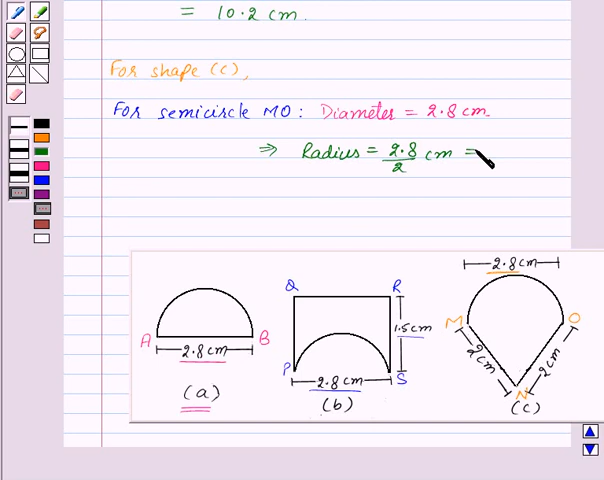 = 10.2 cm.
For shape (C),
For semicircle MO: Diameter = 2.8 cm.
⇒ Radius = 2.8/2 cm =
Q R 2.8 cm
M O
A B 1.5 cm
2.8 cm P S 2 cm 2 cm
2.8 cm N
(a) (b) (C)